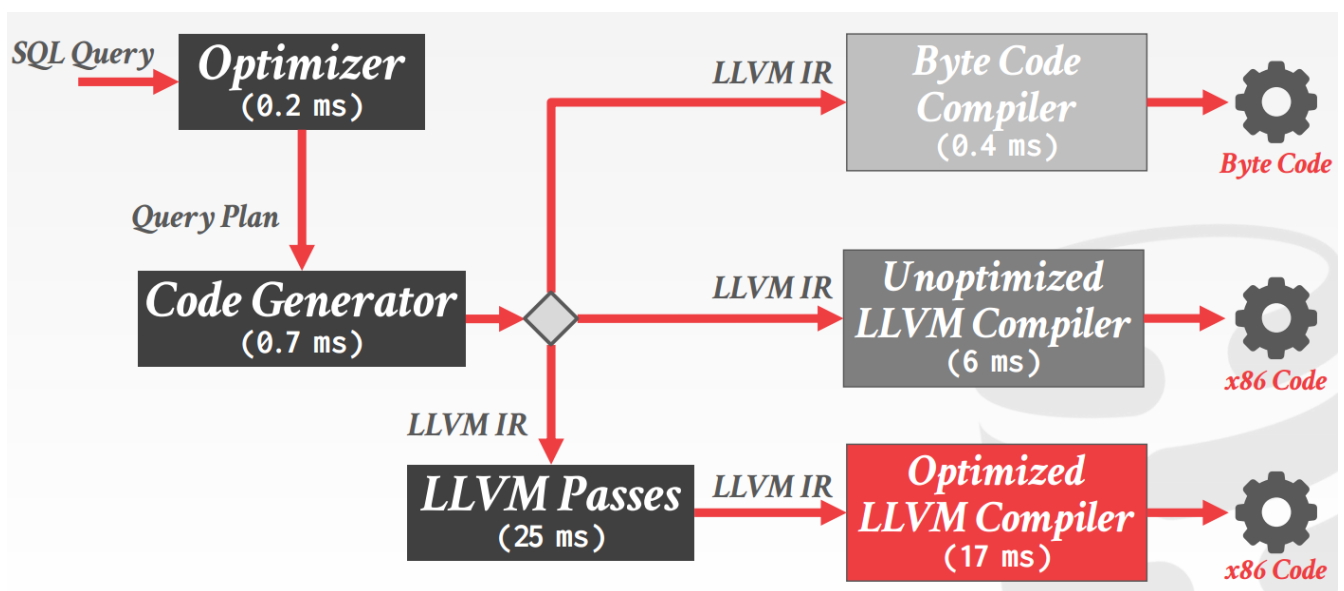 SQL Query
Optimizer
(0.2 ms)
Query Plan
Code Generator
(0.7 ms)
LLVM IR
Byte Code
Compiler
(0.4 ms)
Byte Code
LLVM IR
Unoptimized
LLVM Compiler
(6 ms)
x86 Code
LLVM IR
LLVM Passes
(25 ms)
LLVM IR
Optimized
LLVM Compiler
(17 ms)
x86 Code